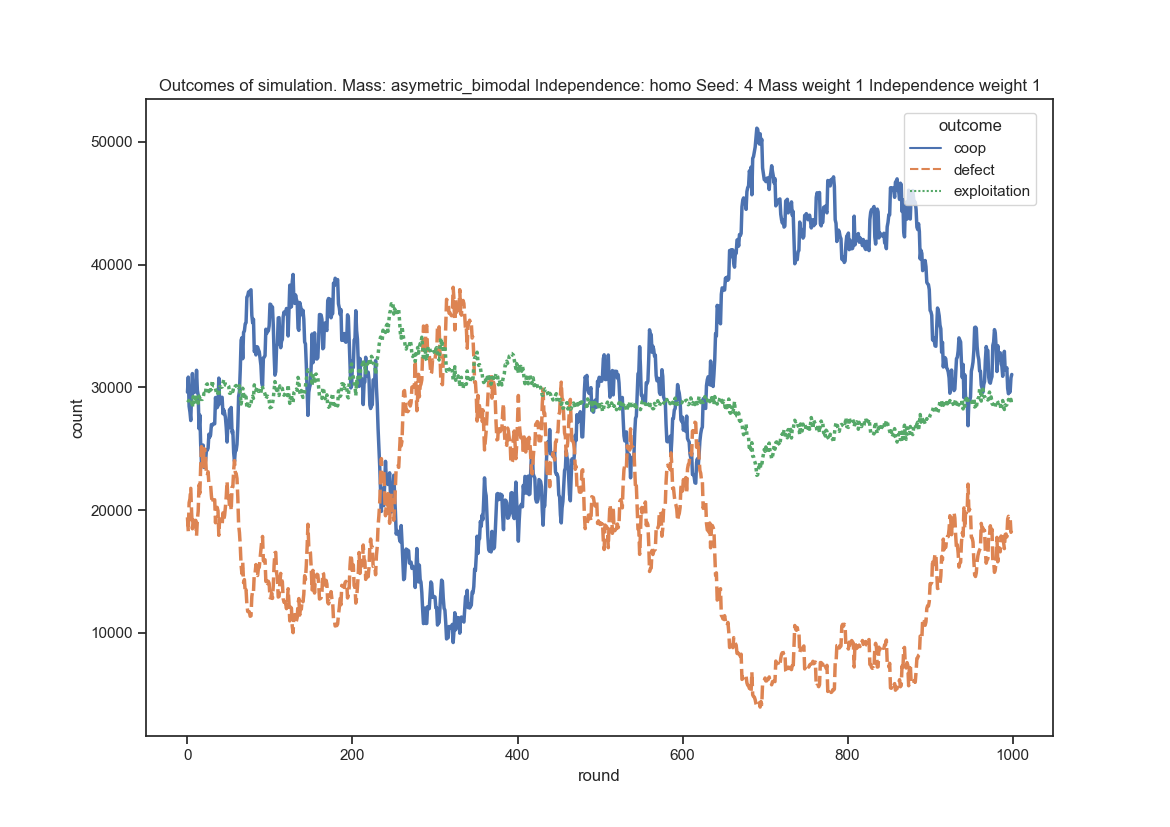 Outcomes of simulation. Mass: asymetric_bimodal Independence: homo Seed: 4 Mass weight 1 Independence weight 1
outcome
coop
defect
exploitation
50000
40000
30000
20000
10000
count
0 200 400 600 800 1000
round